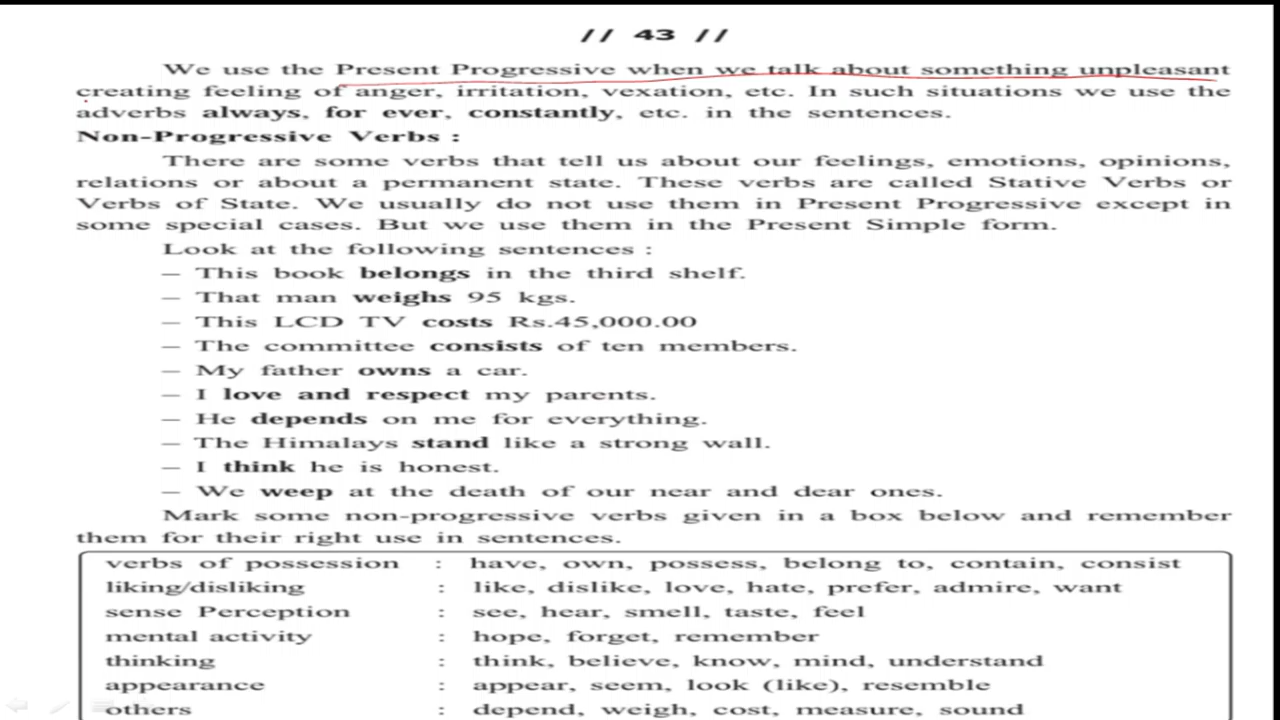 // 43 //
We use the Present Progressive when we talk about something unpleasant
creating feeling of anger, irritation, vexation, etc. In such situations we use the
adverbs always, for ever, constantly, etc. in the sentences.
Non-Progressive Verbs :
There are some verbs that tell us about our feelings, emotions, opinions,
relations or about a permanent state. These verbs are called Stative Verbs or
Verbs of State. We usually do not use them in Present Progressive except in
some special cases. But we use them in the Present Simple form.
Look at the following sentences :
– This book belongs in the third shelf.
– That man weighs 95 kgs.
– This LCD TV costs Rs.45,000.00
– The committee consists of ten members.
– My father owns a car.
– I love and respect my parents.
– He depends on me for everything.
– The Himalays stand like a strong wall.
– I think he is honest.
– We weep at the death of our near and dear ones.
Mark some non-progressive verbs given in a box below and remember
them for their right use in sentences.
verbs of possession : have, own, possess, belong to, contain, consist
liking/disliking : like, dislike, love, hate, prefer, admire, want
sense Perception : see, hear, smell, taste, feel
mental activity : hope, forget, remember
thinking : think, believe, know, mind, understand
appearance : appear, seem, look (like), resemble
others : depend, weigh, cost, measure, sound